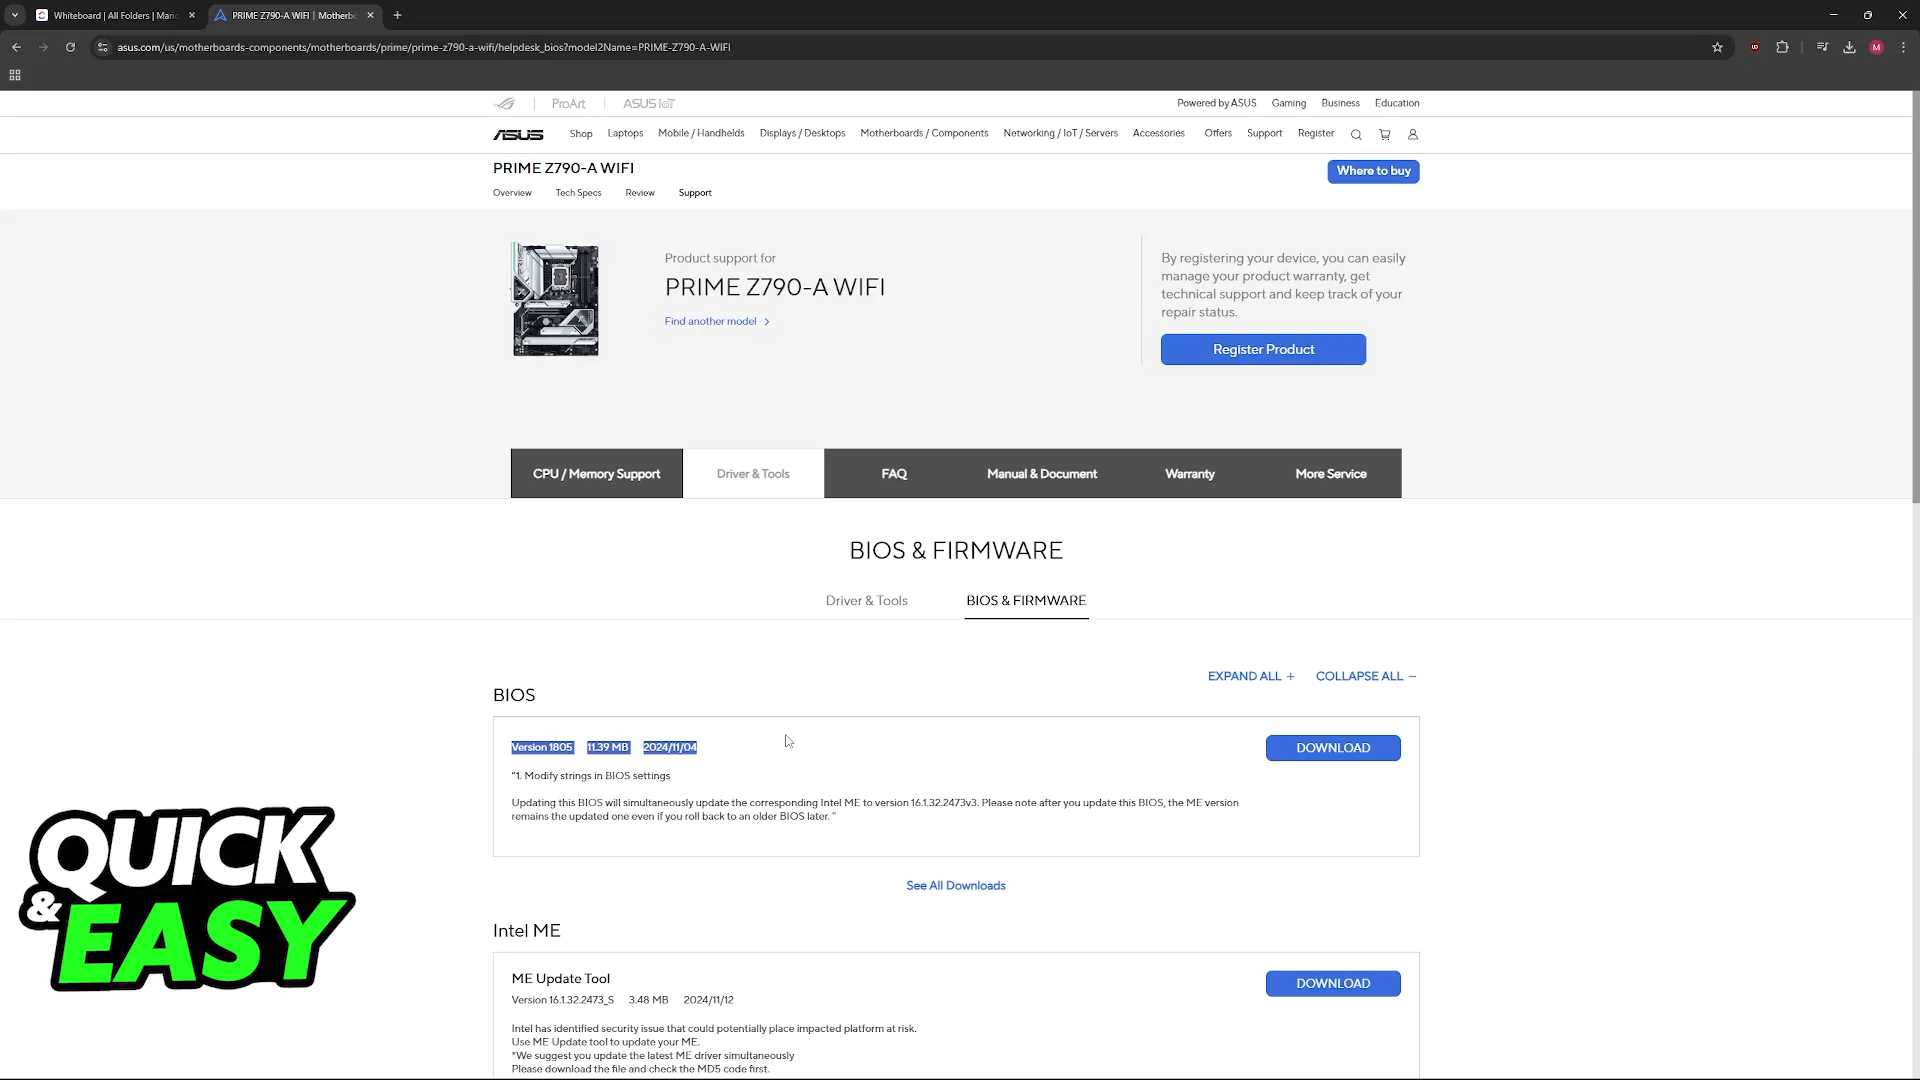 Whiteboard | All Folders | Maric
PRIME Z790-A WIFI | Motherbo
asus.com/us/motherboards-components/motherboards/prime/prime-z790-a-wifi/helpdesk_bios?model2Name=PRIME-Z790-A-WIFI
M
ProArt
ASUS IoT
Powered by ASUS Gaming Business Education
ASUS
Shop Laptops Mobile / Handhelds Displays / Desktops Motherboards / Components Networking / IoT / Servers Accessories Offers Support Register
PRIME Z790-A WIFI
Where to buy
Overview Tech Specs Review Support
Product support for
PRIME Z790-A WIFI
Find another model >
By registering your device, you can easily
manage your product warranty, get
technical support and keep track of your
repair status.
Register Product
CPU / Memory Support Driver & Tools FAQ Manual & Document Warranty More Service
BIOS & FIRMWARE
Driver & Tools BIOS & FIRMWARE
EXPAND ALL + COLLAPSE ALL −
BIOS
Version 1805 11.39 MB 2024/11/04
DOWNLOAD
"1. Modify strings in BIOS settings
Updating this BIOS will simultaneously update the corresponding Intel ME to version 16.1.32.2473v3. Please note after you update this BIOS, the ME version
remains the updated one even if you roll back to an older BIOS later. "
See All Downloads
Intel ME
ME Update Tool
DOWNLOAD
Version 16.1.32.2473_S 3.48 MB 2024/11/12
Intel has identified security issue that could potentially place impacted platform at risk.
Use ME Update tool to update your ME.
*We suggest you update the latest ME driver simultaneously
Please download the file and check the MD5 code first.
QUICK
& EASY